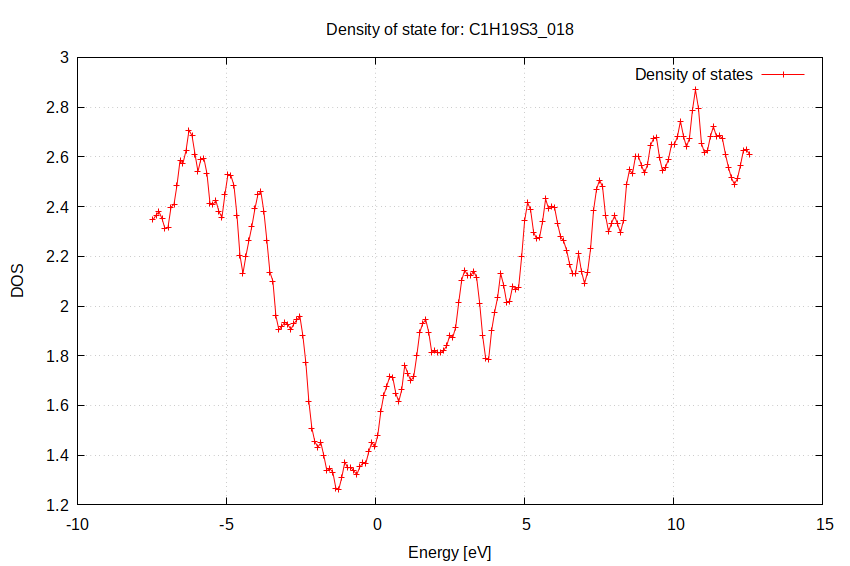 Density of state for: C1H19S3_018
Density of states
3
2.8
2.6
2.4
2.2
2
1.8
1.6
1.4
1.2
DOS
-10 -5 0 5 10 15
Energy [eV]